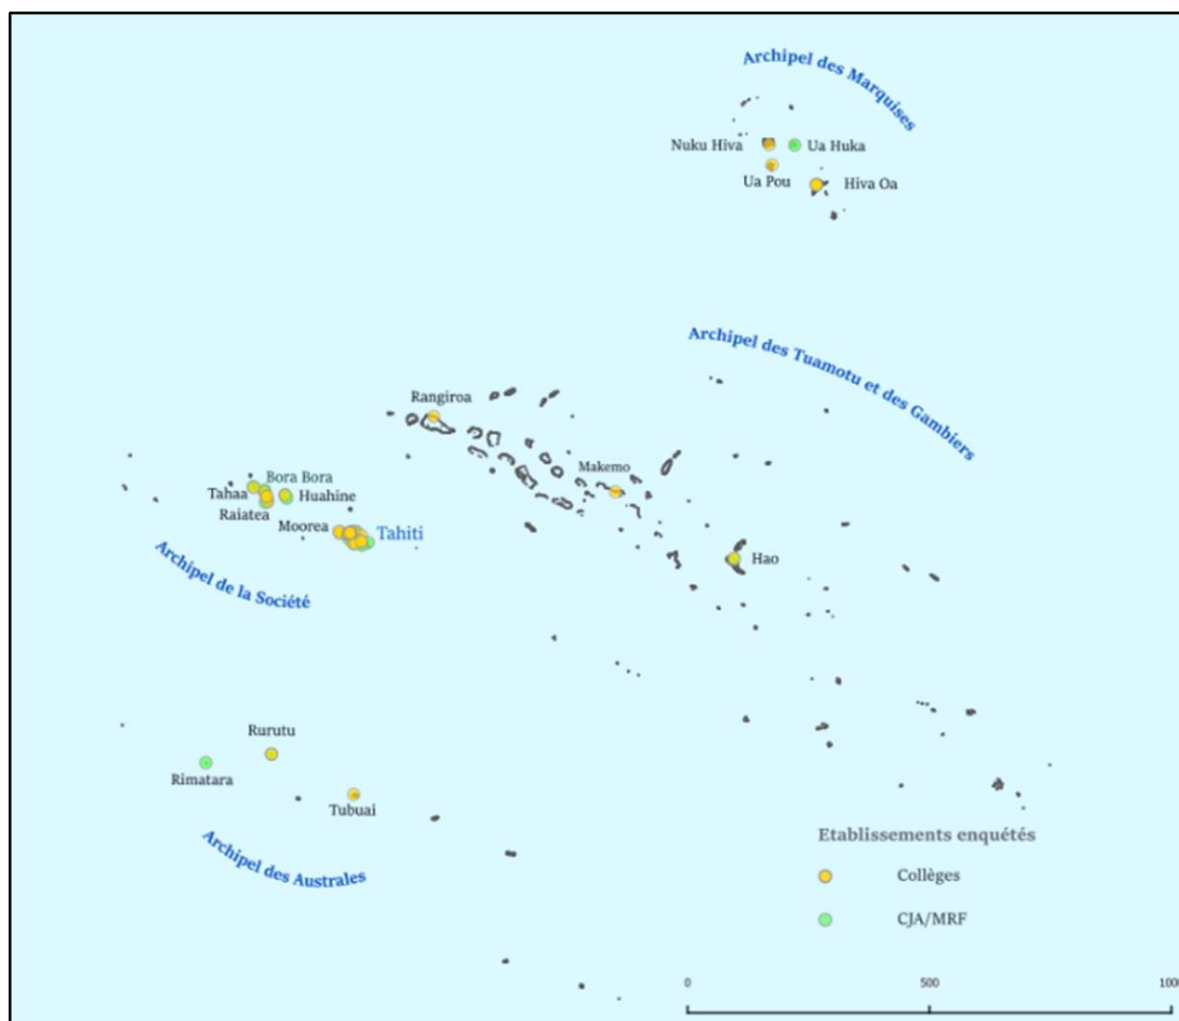 Archipel des Marquises
Nuku Hiva
Ua Huka
Ua Pou
Hiva Oa
Archipel des Tuamotu et des Gambiers
Rangiroa
Makemo
Bora Bora
Tahaa
Huahine
Raiatea
Moorea
Tahiti
Hao
Archipel de la Société
Rurutu
Rimatara
Tubuai
Archipel des Australes
Etablissements enquétés
Collèges
CJA/MRF
0 500 100